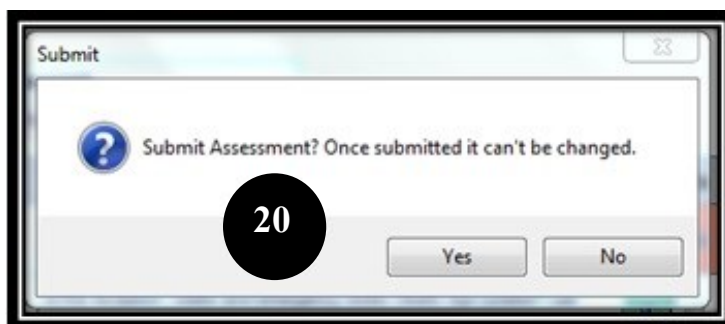 Submit
Submit Assessment? Once submitted it can't be changed.
20
Yes No